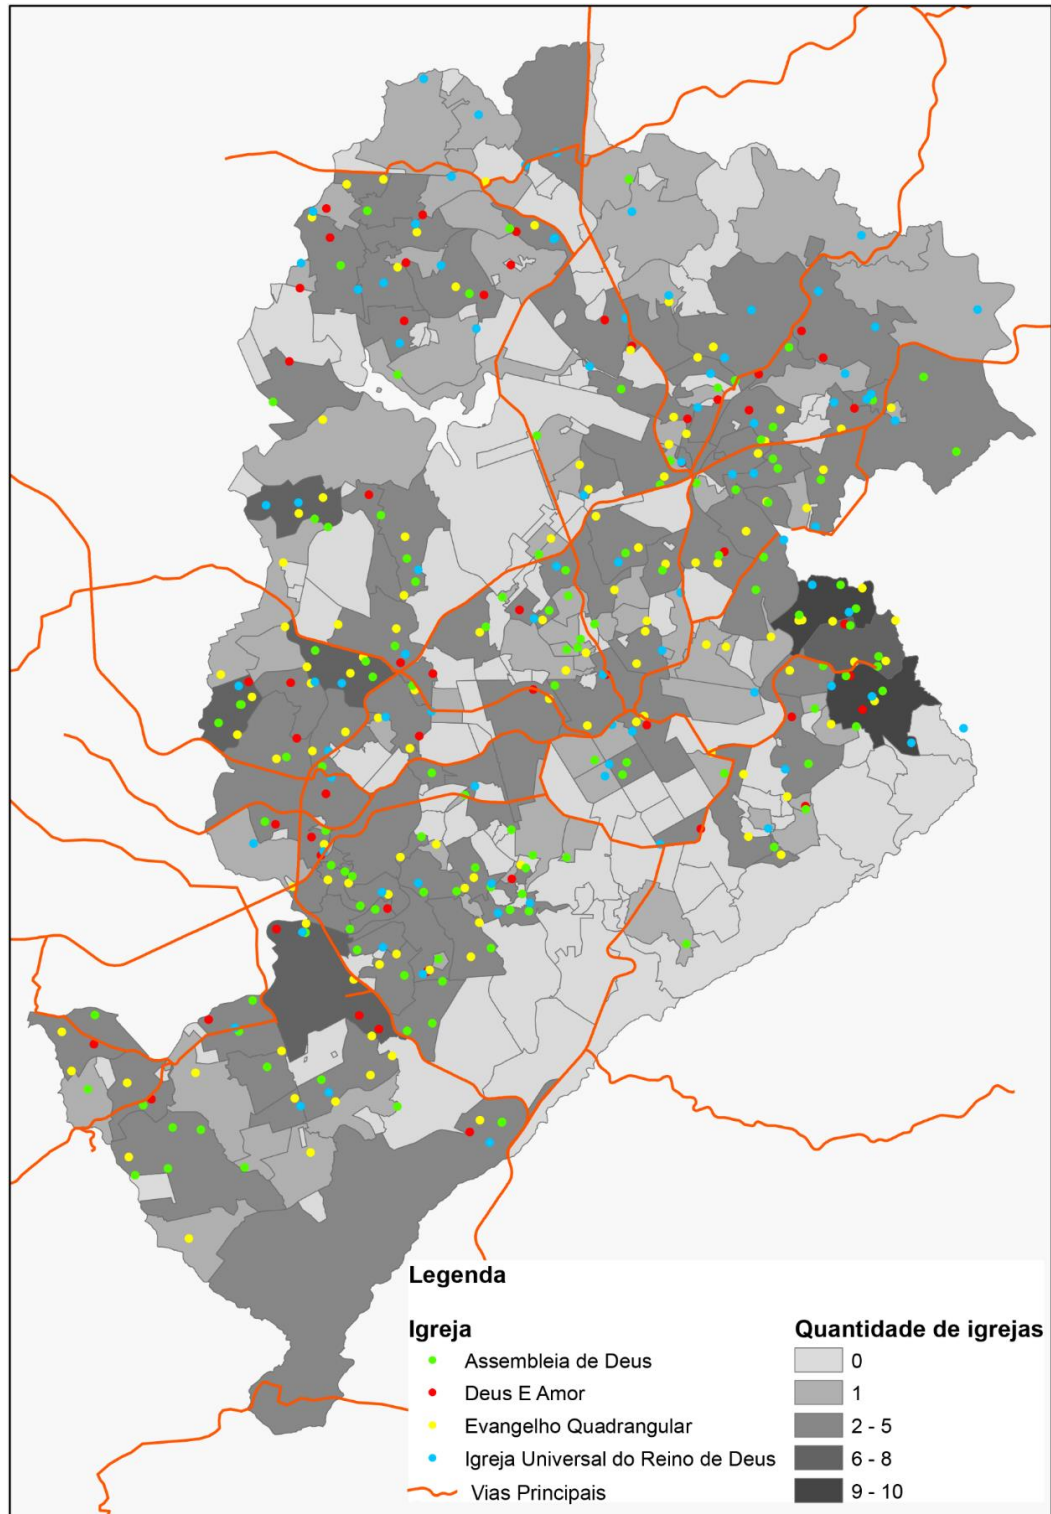 Legenda
Igreja
Assembleia de Deus
Deus E Amor
Evangelho Quadrangular
Igreja Universal do Reino de Deus
Vias Principais
Quantidade de igrejas
0
1
2 - 5
6 - 8
9 - 10